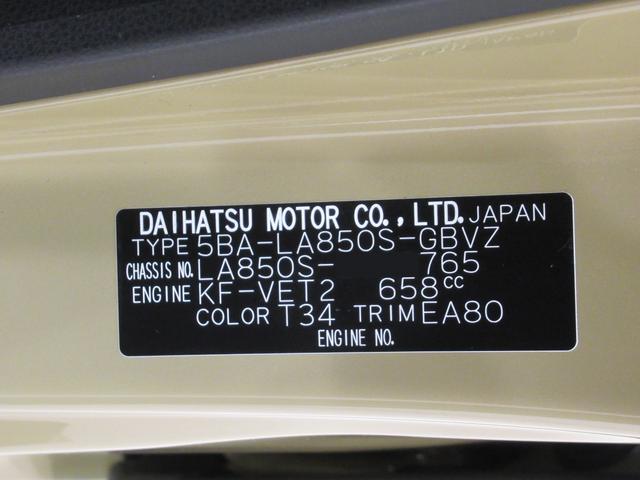 DAIHATSU MOTOR CO.,LTD. JAPAN
TYPE 5BA-LA850S-GBVZ
CHASSIS NO. LA850S- 765
ENGINE KF-VET2 658cc
COLOR T34 TRIM EA80
ENGINE NO.